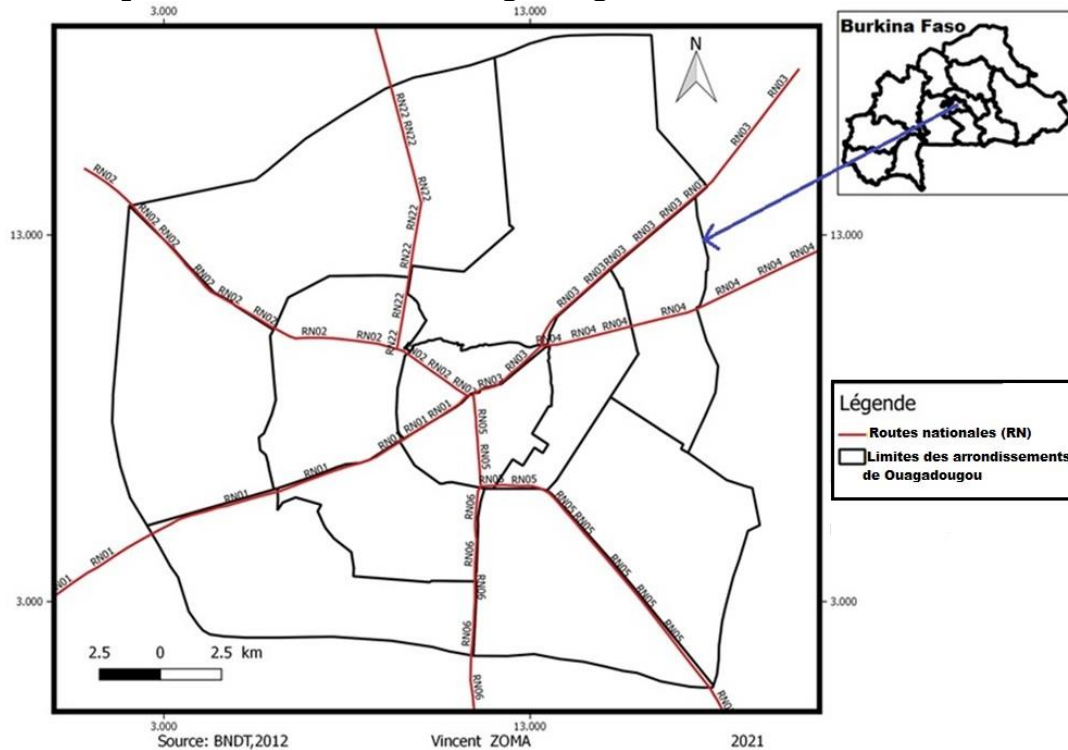 3.000 13.000
N
Burkina Faso
RN22 RN22
RN03
RN02
RN22
RN03
RN02 RN02
RN03
RN22
RN03
13.000 13.000
RN03RN03
RN04 RN04
RN22
RN04
RN02
RN03
RN04
RN02
RN22
RN03
RN04 RN04
RN02 RN02
RN22
RN04
RN02
RN03
RN02
RN03
RN02
RN01
RN01 RN01
RN05
RN01
RN05
RN01
RN05 RN05
RN01
RN06
RN05 RN05
RN06
RN05
RN01
RN06
RN05
RN01
3.000 3.000
RN06
RN05
RN06
Légende
Routes nationales (RN)
Limites des arrondissements
de Ouagadougou
2.5 0 2.5 km
3.000 13.000
Source: BNDT,2012 Vincent ZOMA 2021